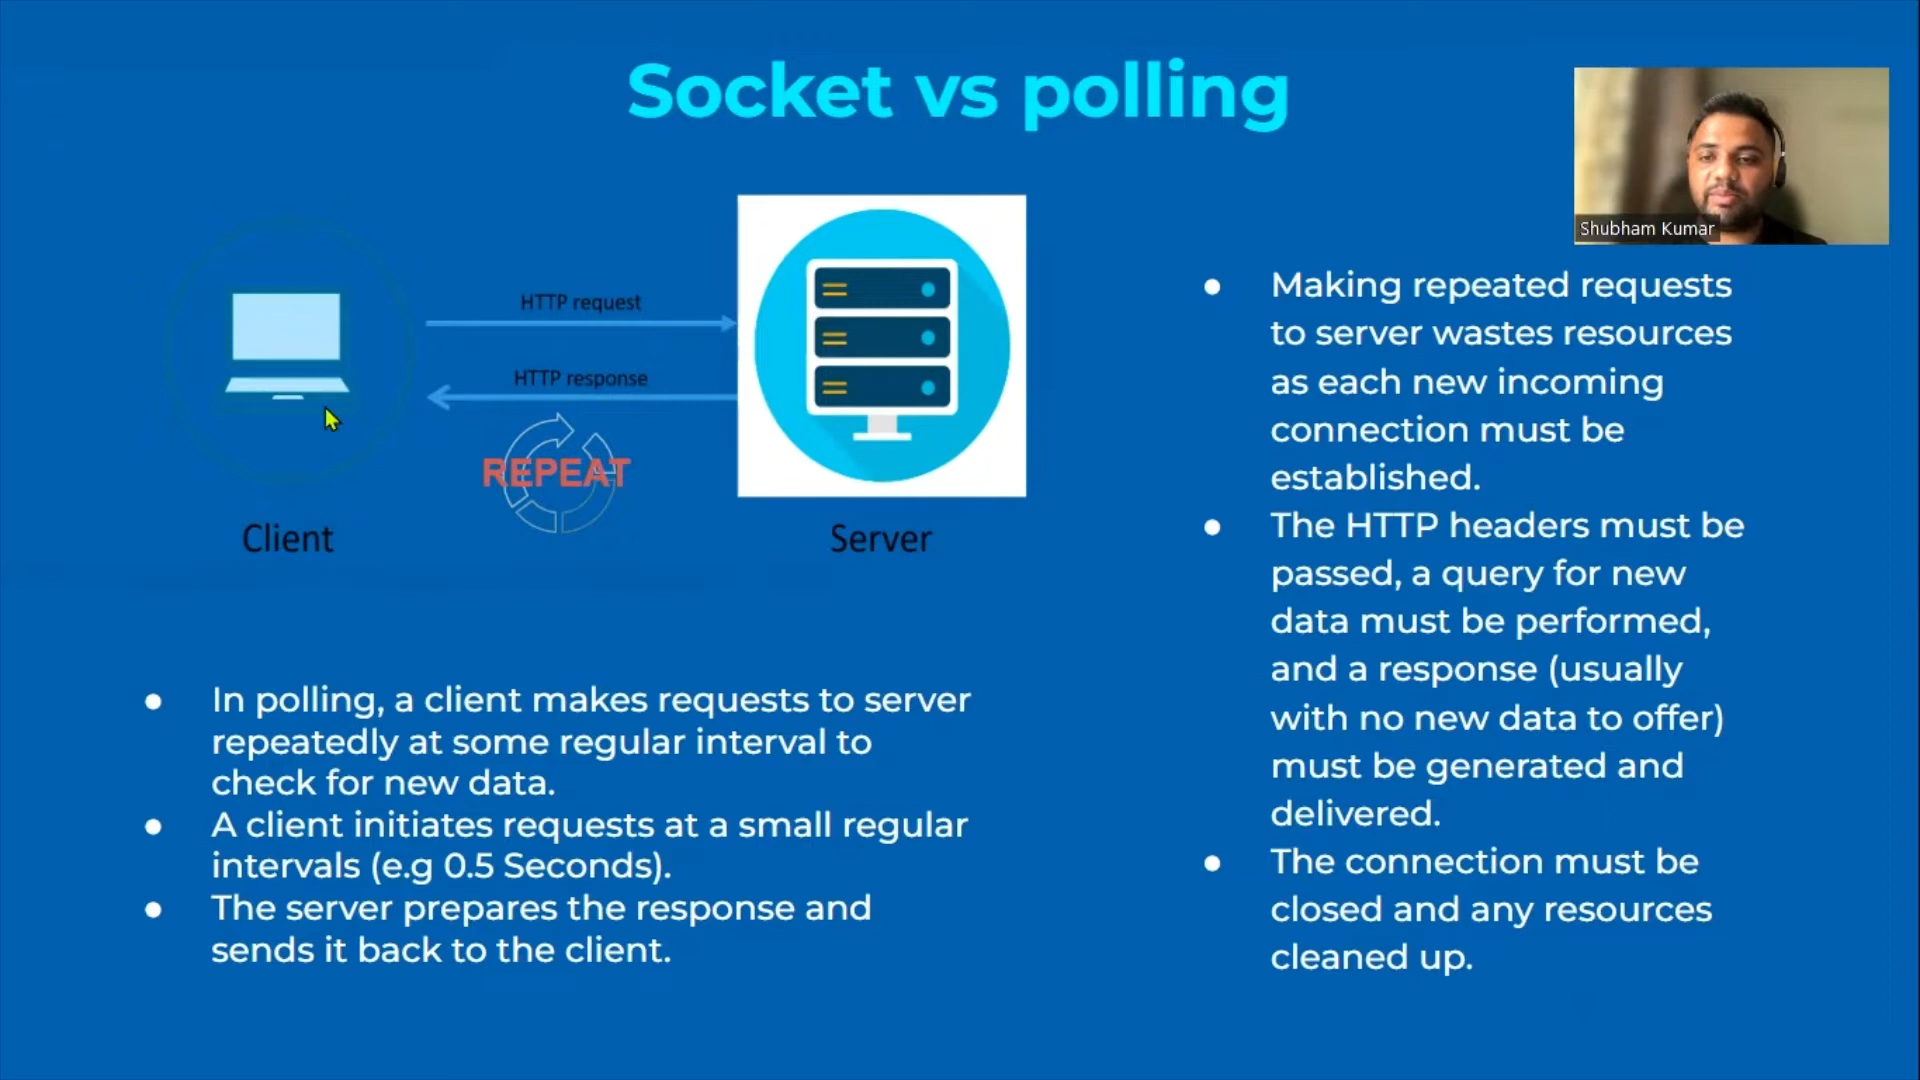 Socket vs polling
Shubham Kumar
HTTP request
HTTP response
REPEAT
Client
Server
● In polling, a client makes requests to server
repeatedly at some regular interval to
check for new data.
● A client initiates requests at a small regular
intervals (e.g 0.5 Seconds).
● The server prepares the response and
sends it back to the client.
● Making repeated requests
to server wastes resources
as each new incoming
connection must be
established.
● The HTTP headers must be
passed, a query for new
data must be performed,
and a response (usually
with no new data to offer)
must be generated and
delivered.
● The connection must be
closed and any resources
cleaned up.